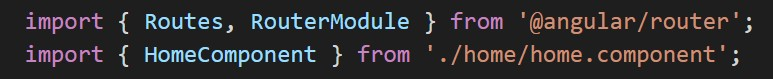 import { Routes, RouterModule } from '@angular/router';
import { HomeComponent } from './home/home.component';